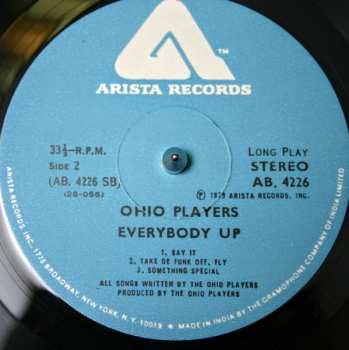 TM
ARISTA RECORDS
33⅓-R.P.M.
SIDE 2
(AB. 4226 SB)
(26-056)
LONG PLAY
STEREO
AB. 4226
Ⓟ 1979 ARISTA RECORDS, INC.
OHIO PLAYERS
EVERYBODY UP
1. SAY IT
2. TAKE DE FUNK OFF, FLY
3. SOMETHING SPECIAL
ALL SONGS WRITTEN BY THE OHIO PLAYERS
PRODUCED BY THE OHIO PLAYERS
ARISTA RECORDS, INC. 1776 BROADWAY, NEW YORK, N. Y. 10019 ★ MADE IN INDIA BY THE GRAMOPHONE COMPANY OF INDIA LIMITED